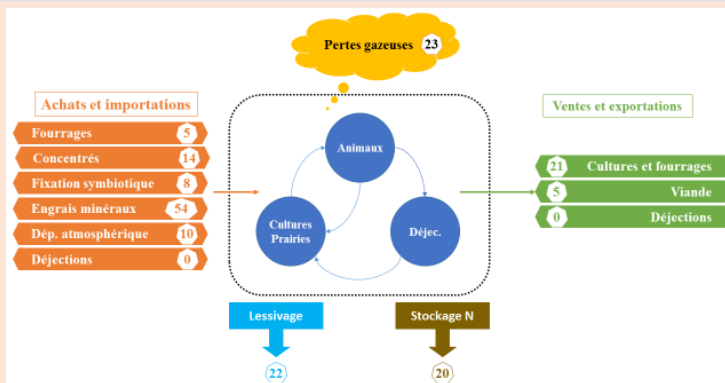 Pertes gazeuses 23
Achats et importations
Fourrages 5
Concentrés 14
Fixation symbiotique 8
Engrais minéraux 54
Dép. atmosphérique 10
Déjections 0
Animaux
Cultures
Prairies
Déjec.
Ventes et exportations
21 Cultures et fourrages
5 Viande
0 Déjections
Lessivage
22
Stockage N
20